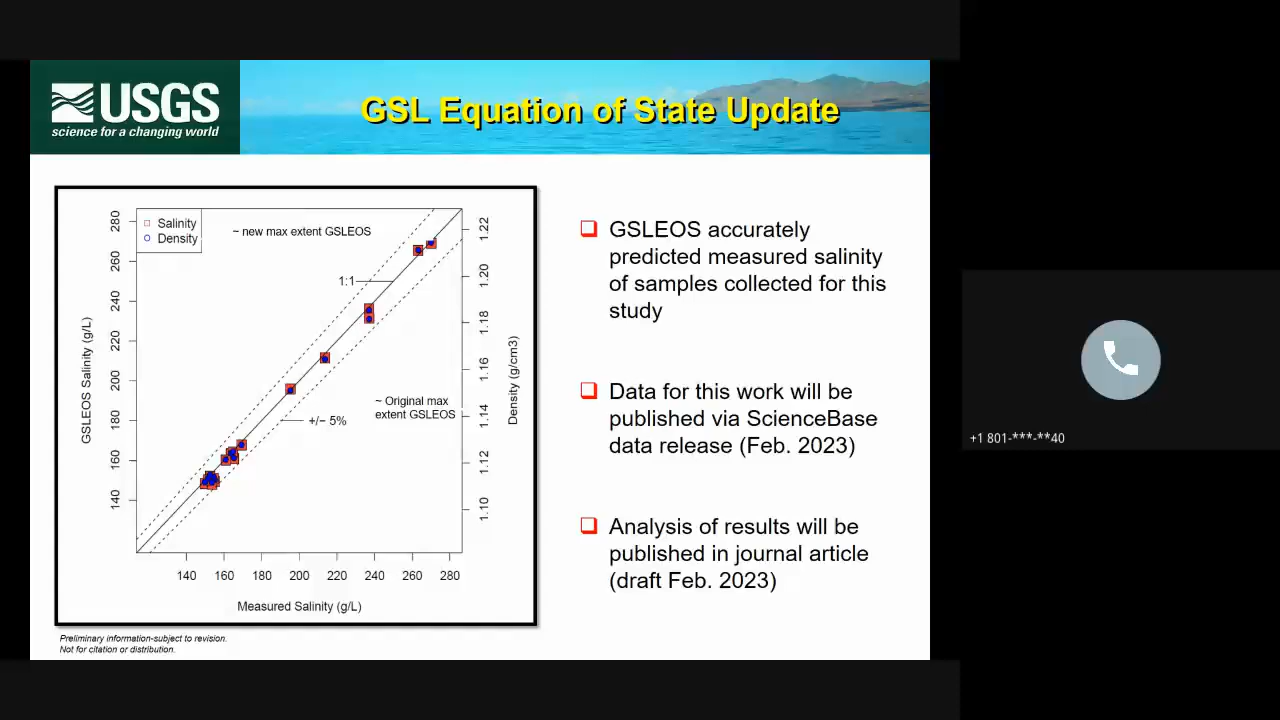 USGS
science for a changing world
GSL Equation of State Update
Salinity
Density
~ new max extent GSLEOS
1:1
~ Original max
extent GSLEOS
+/− 5%
GSLEOS Salinity (g/L)
280
260
240
220
200
180
160
140
1.22
1.20
1.18
1.16
1.14
1.12
1.10
Density (g/cm3)
140 160 180 200 220 240 260 280
Measured Salinity (g/L)
Preliminary information-subject to revision.
Not for citation or distribution.
GSLEOS accurately
predicted measured salinity
of samples collected for this
study
Data for this work will be
published via ScienceBase
data release (Feb. 2023)
Analysis of results will be
published in journal article
(draft Feb. 2023)
+1 801-***-**40